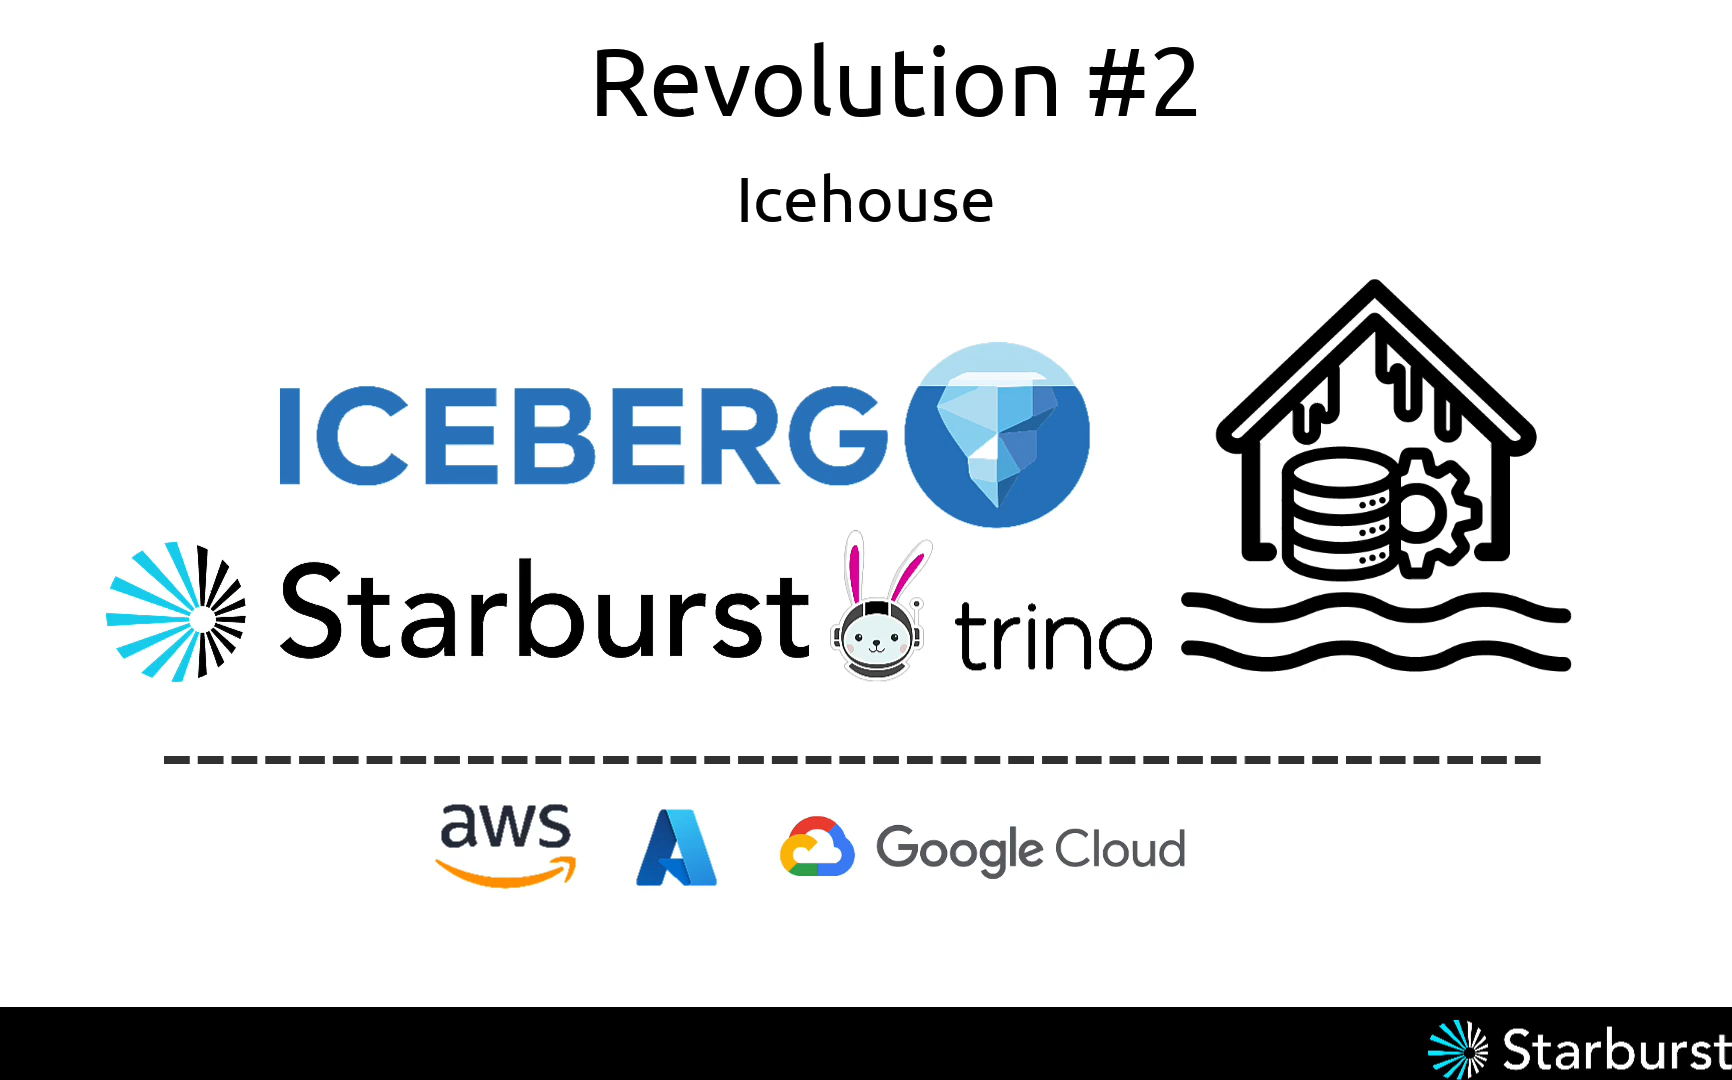 Revolution #2
Icehouse
ICEBERG
Starburst trino
aws Google Cloud
Starburst